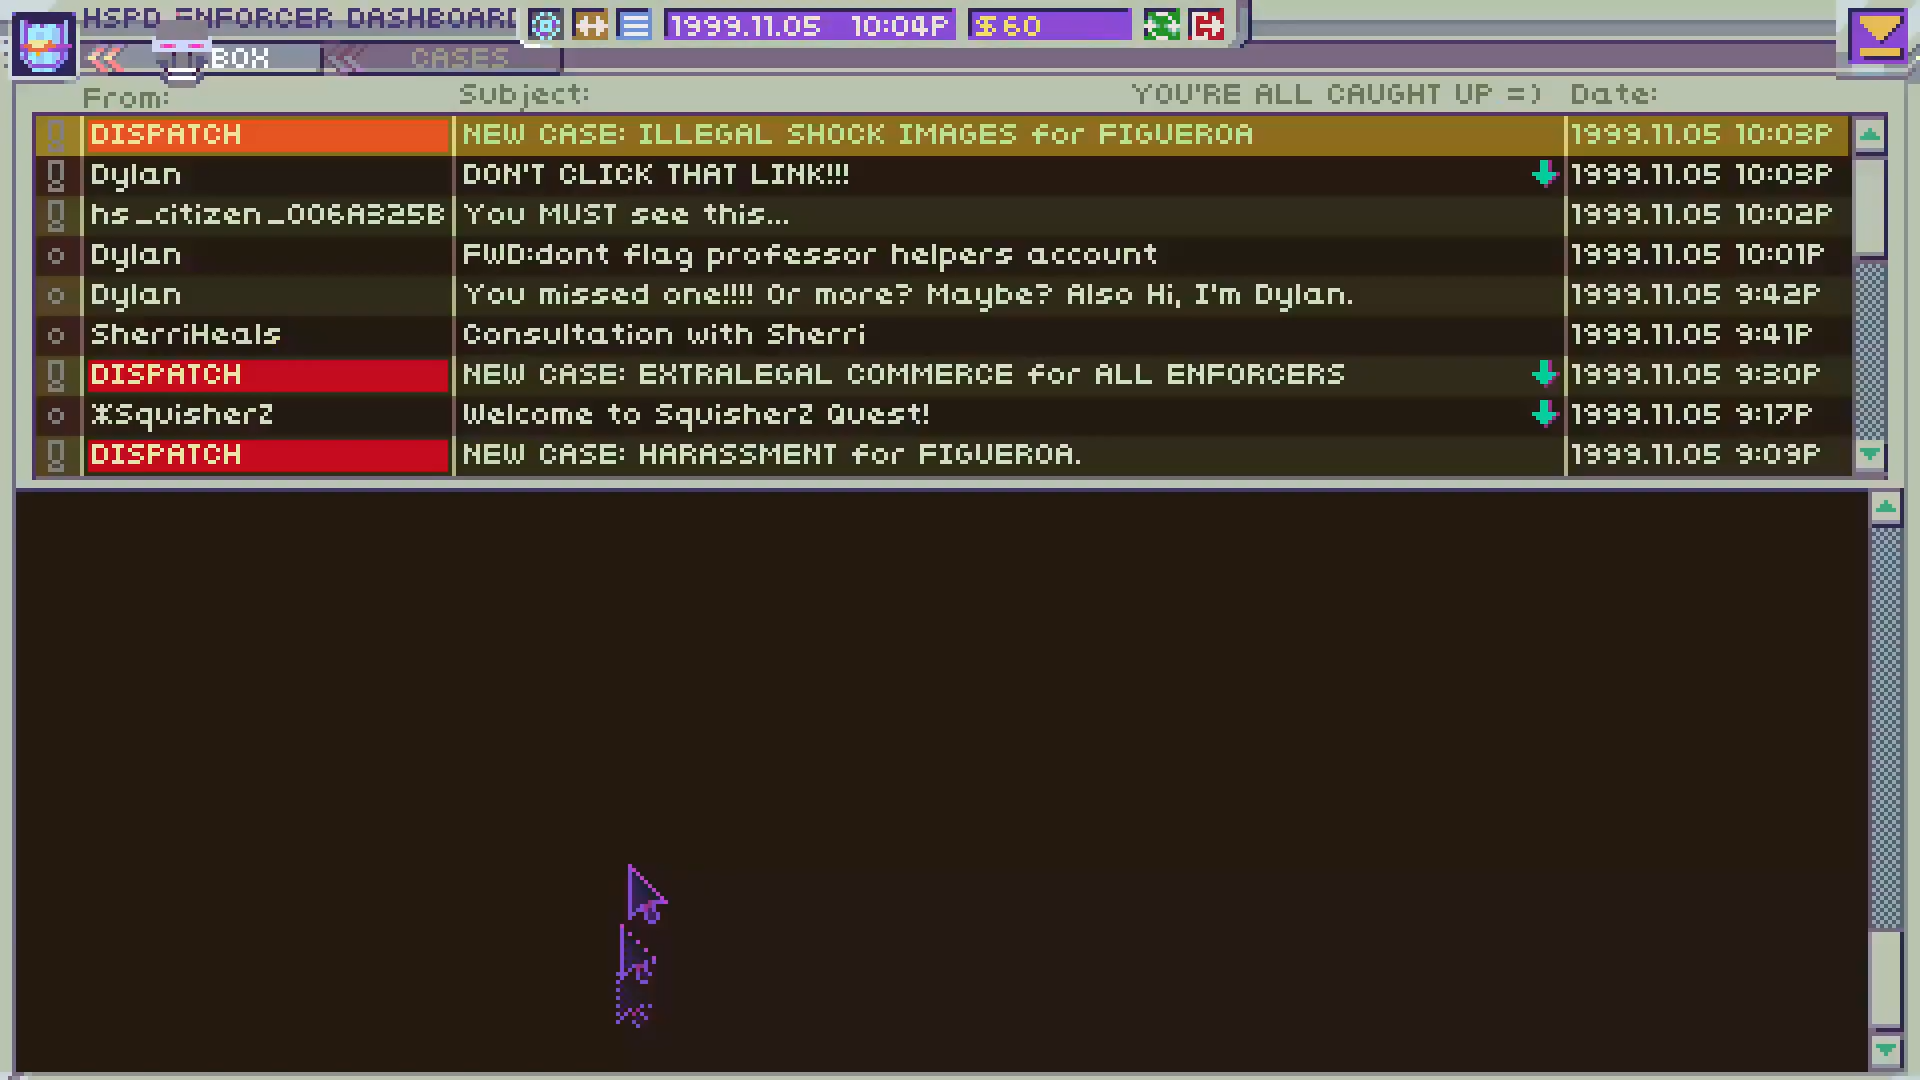 HSPD ENFORCER DASHBOARD
1999.11.05 10:04P
60
BOX
CASES
From: Subject: YOU'RE ALL CAUGHT UP =) Date:
DISPATCH NEW CASE: ILLEGAL SHOCK IMAGES for FIGUEROA 1999.11.05 10:03P
Dylan DON'T CLICK THAT LINK!!! 1999.11.05 10:03P
hs_citizen_006A325B You MUST see this... 1999.11.05 10:02P
Dylan FWD:dont flag professor helpers account 1999.11.05 10:01P
Dylan You missed one!!!! Or more? Maybe? Also Hi, I'm Dylan. 1999.11.05 9:42P
SherriHeals Consultation with Sherri 1999.11.05 9:41P
DISPATCH NEW CASE: EXTRALEGAL COMMERCE for ALL ENFORCERS 1999.11.05 9:30P
ӜSquisherZ Welcome to SquisherZ Quest! 1999.11.05 9:17P
DISPATCH NEW CASE: HARASSMENT for FIGUEROA. 1999.11.05 9:09P